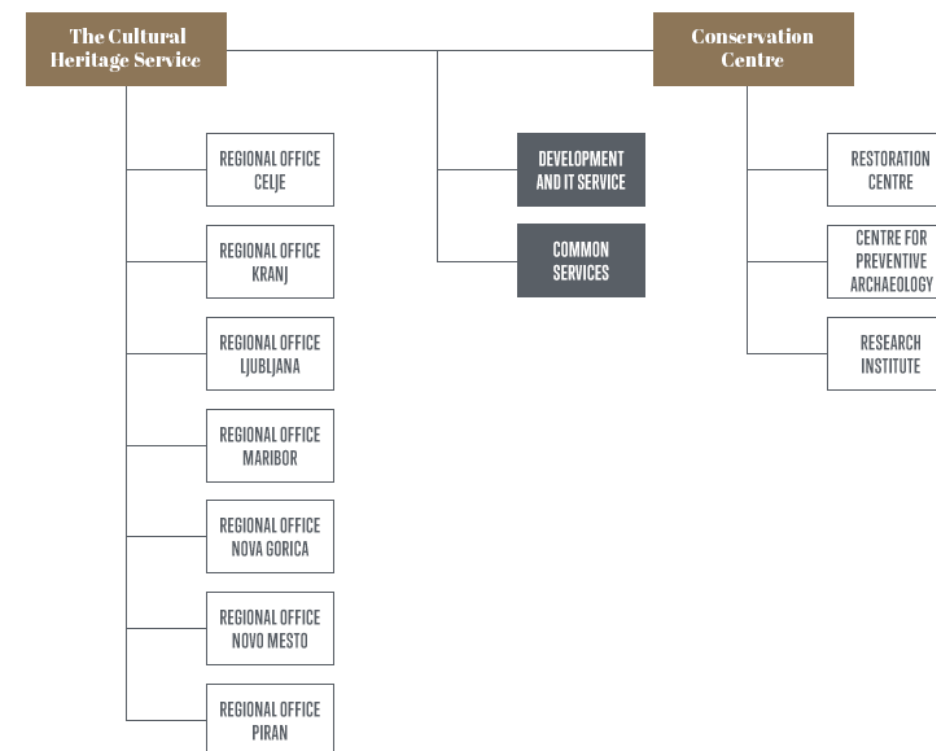 The Cultural
Heritage Service
Conservation
Centre
REGIONAL OFFICE
CELJE
REGIONAL OFFICE
KRANJ
REGIONAL OFFICE
LJUBLJANA
REGIONAL OFFICE
MARIBOR
REGIONAL OFFICE
NOVA GORICA
REGIONAL OFFICE
NOVO MESTO
REGIONAL OFFICE
PIRAN
DEVELOPMENT
AND IT SERVICE
COMMON
SERVICES
RESTORATION
CENTRE
CENTRE FOR
PREVENTIVE
ARCHAEOLOGY
RESEARCH
INSTITUTE